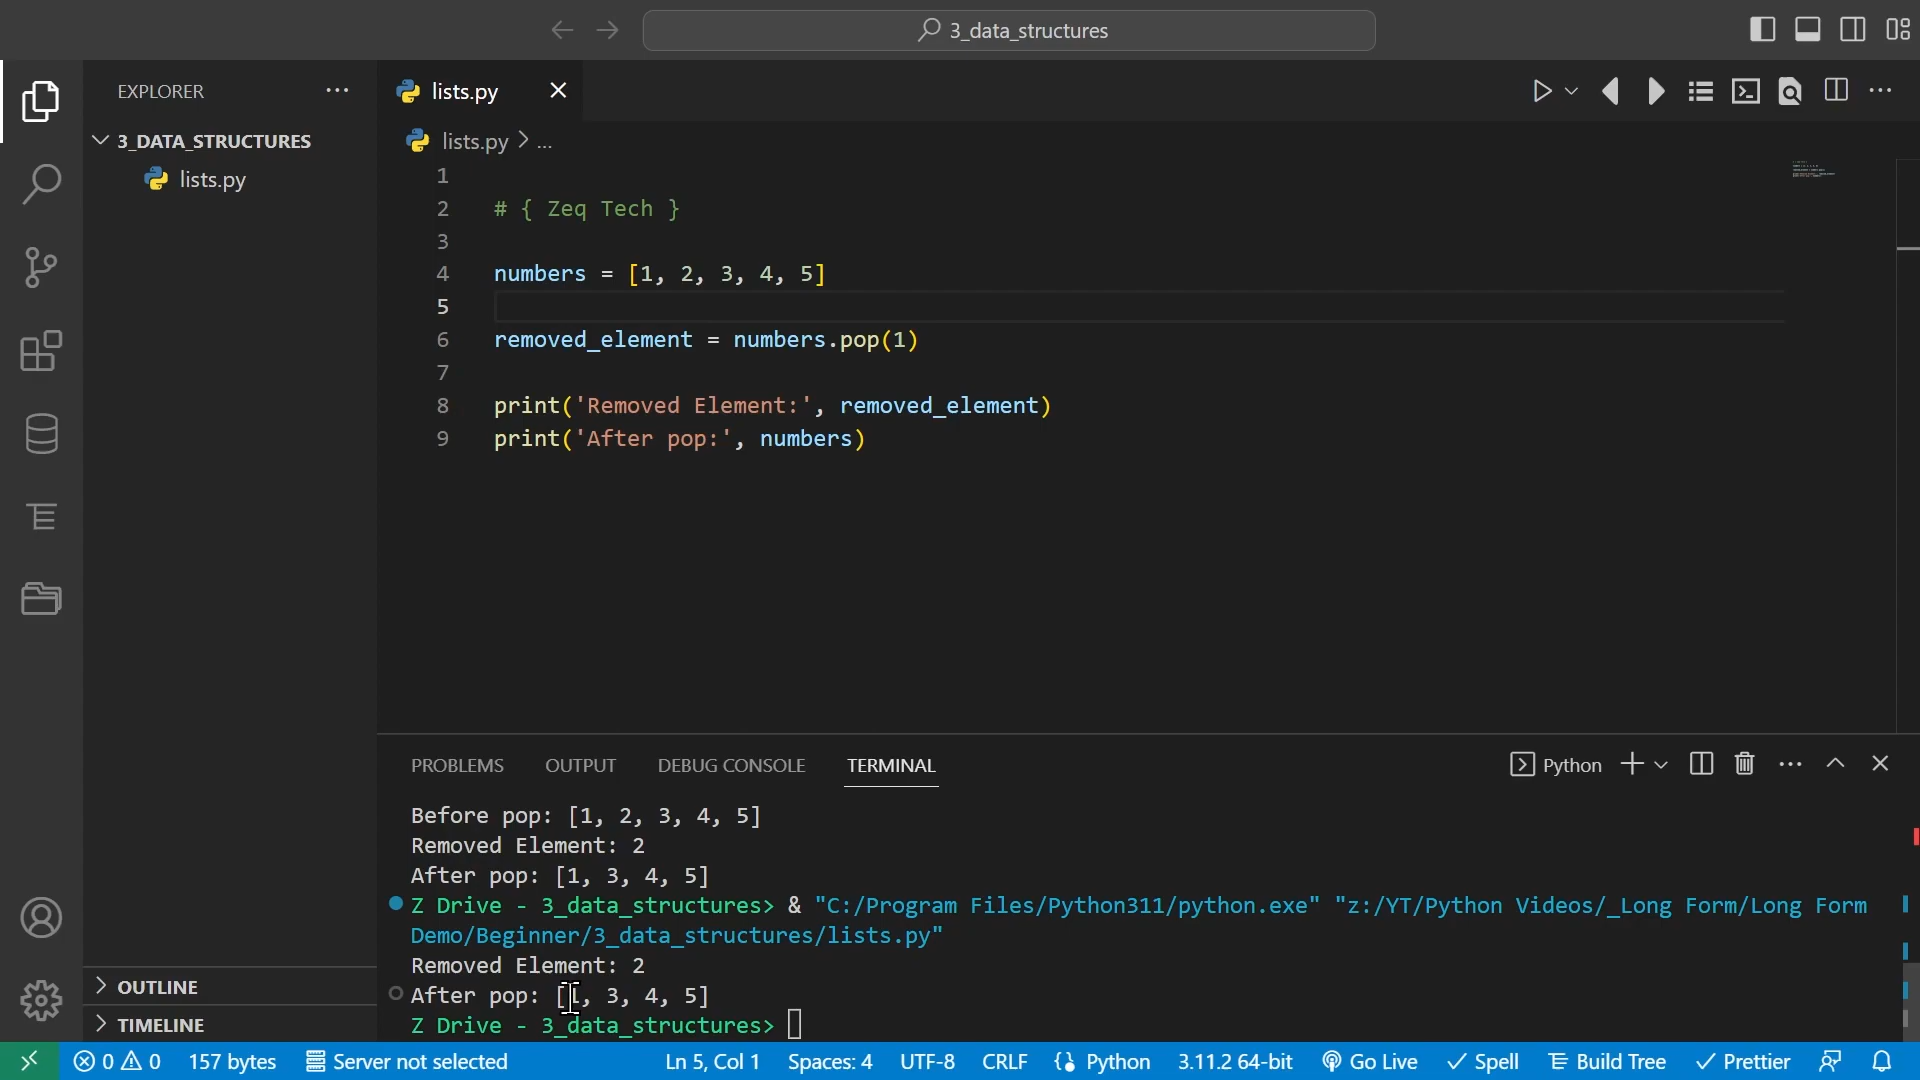 3_data_structures
EXPLORER
3_DATA_STRUCTURES
lists.py
OUTLINE
TIMELINE
lists.py
lists.py > ...
1
2 # { Zeq Tech }
3
4 numbers = [1, 2, 3, 4, 5]
5
6 removed_element = numbers.pop(1)
7
8 print('Removed Element:', removed_element)
9 print('After pop:', numbers)
PROBLEMS OUTPUT DEBUG CONSOLE TERMINAL Python
Before pop: [1, 2, 3, 4, 5]
Removed Element: 2
After pop: [1, 3, 4, 5]
Z Drive - 3_data_structures> & "C:/Program Files/Python311/python.exe" "z:/YT/Python Videos/_Long Form/Long Form
Demo/Beginner/3_data_structures/lists.py"
Removed Element: 2
After pop: [1, 3, 4, 5]
Z Drive - 3_data_structures>
0 0 157 bytes Server not selected Ln 5, Col 1 Spaces: 4 UTF-8 CRLF Python 3.11.2 64-bit Go Live Spell Build Tree Prettier